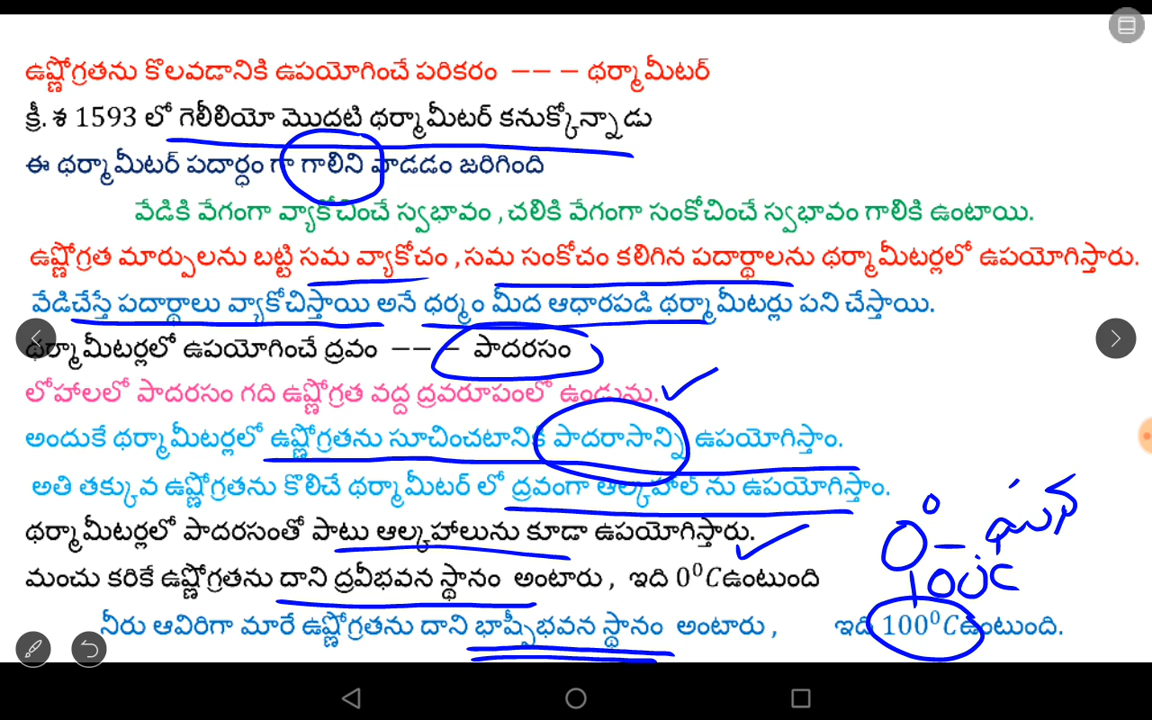 ఉష్ణోగ్రతను కొలవడానికి ఉపయోగించే పరికరం --- థర్మామీటర్
క్రీ.శ 1593 లో గెలీలియో మొదటి థర్మామీటర్ కనుక్కోన్నాడు
ఈ థర్మామీటర్ పదార్ధం గా గాలిని వాడడం జరిగింది
వేడికి వేగంగా వ్యాకోచించే స్వభావం , చలికి వేగంగా సంకోచించే స్వభావం గాలికి ఉంటాయి.
ఉష్ణోగ్రత మార్పులను బట్టి సమ వ్యాకోచం , సమ సంకోచం కలిగిన పదార్థాలను థర్మామీటర్లలో ఉపయోగిస్తారు.
వేడిచేస్తే పదార్థాలు వ్యాకోచిస్తాయి అనే ధర్మం మీద ఆధారపడి థర్మామీటర్లు పని చేస్తాయి.
థర్మామీటర్లలో ఉపయోగించే ద్రవం --- పాదరసం
లోహాలలో పాదరసం గది ఉష్ణోగ్రత వద్ద ద్రవరూపంలో ఉండును.
అందుకే థర్మామీటర్లలో ఉష్ణోగ్రతను సూచించటానికి పాదరాసాన్ని ఉపయోగిస్తాం.
అతి తక్కువ ఉష్ణోగ్రతను కొలిచే థర్మామీటర్ లో ద్రవంగా ఆల్కహాల్ ను ఉపయోగిస్తాం.
థర్మామీటర్లలో పాదరసంతో పాటు ఆల్కహాలును కూడా ఉపయోగిస్తారు.
0° – ఘన
100°C
మంచు కరికే ఉష్ణోగ్రతను దాని ద్రవీభవన స్థానం అంటారు , ఇది 0⁰C ఉంటుంది
నీరు ఆవిరిగా మారే ఉష్ణోగ్రతను దాని భాష్పీభవన స్థానం అంటారు , ఇది 100⁰C ఉంటుంది.